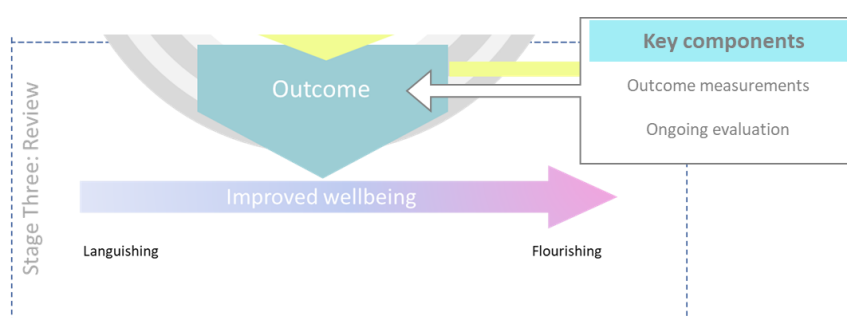 Key components
Outcome measurements
Ongoing evaluation
Outcome
Stage Three: Review
Improved wellbeing
Languishing
Flourishing